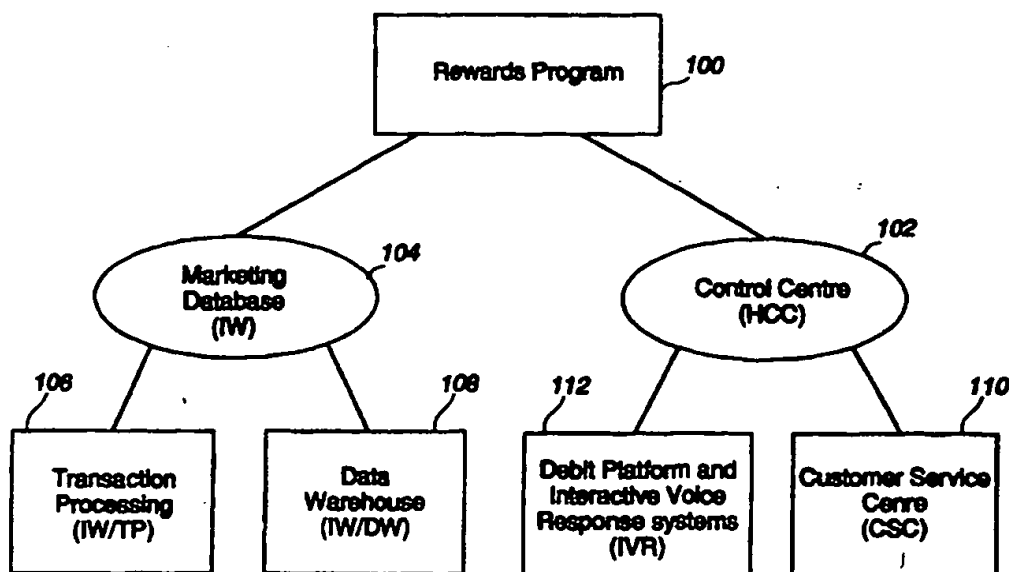 Rewards Program
100
104
102
Marketing
Database
(IW)
Control Centre
(HCC)
106
108
112
110
Transaction
Processing
(IW/TP)
Data
Warehouse
(IW/DW)
Debit Platform and
Interactive Voice
Response systems
(IVR)
Customer Service
Cenre
(CSC)